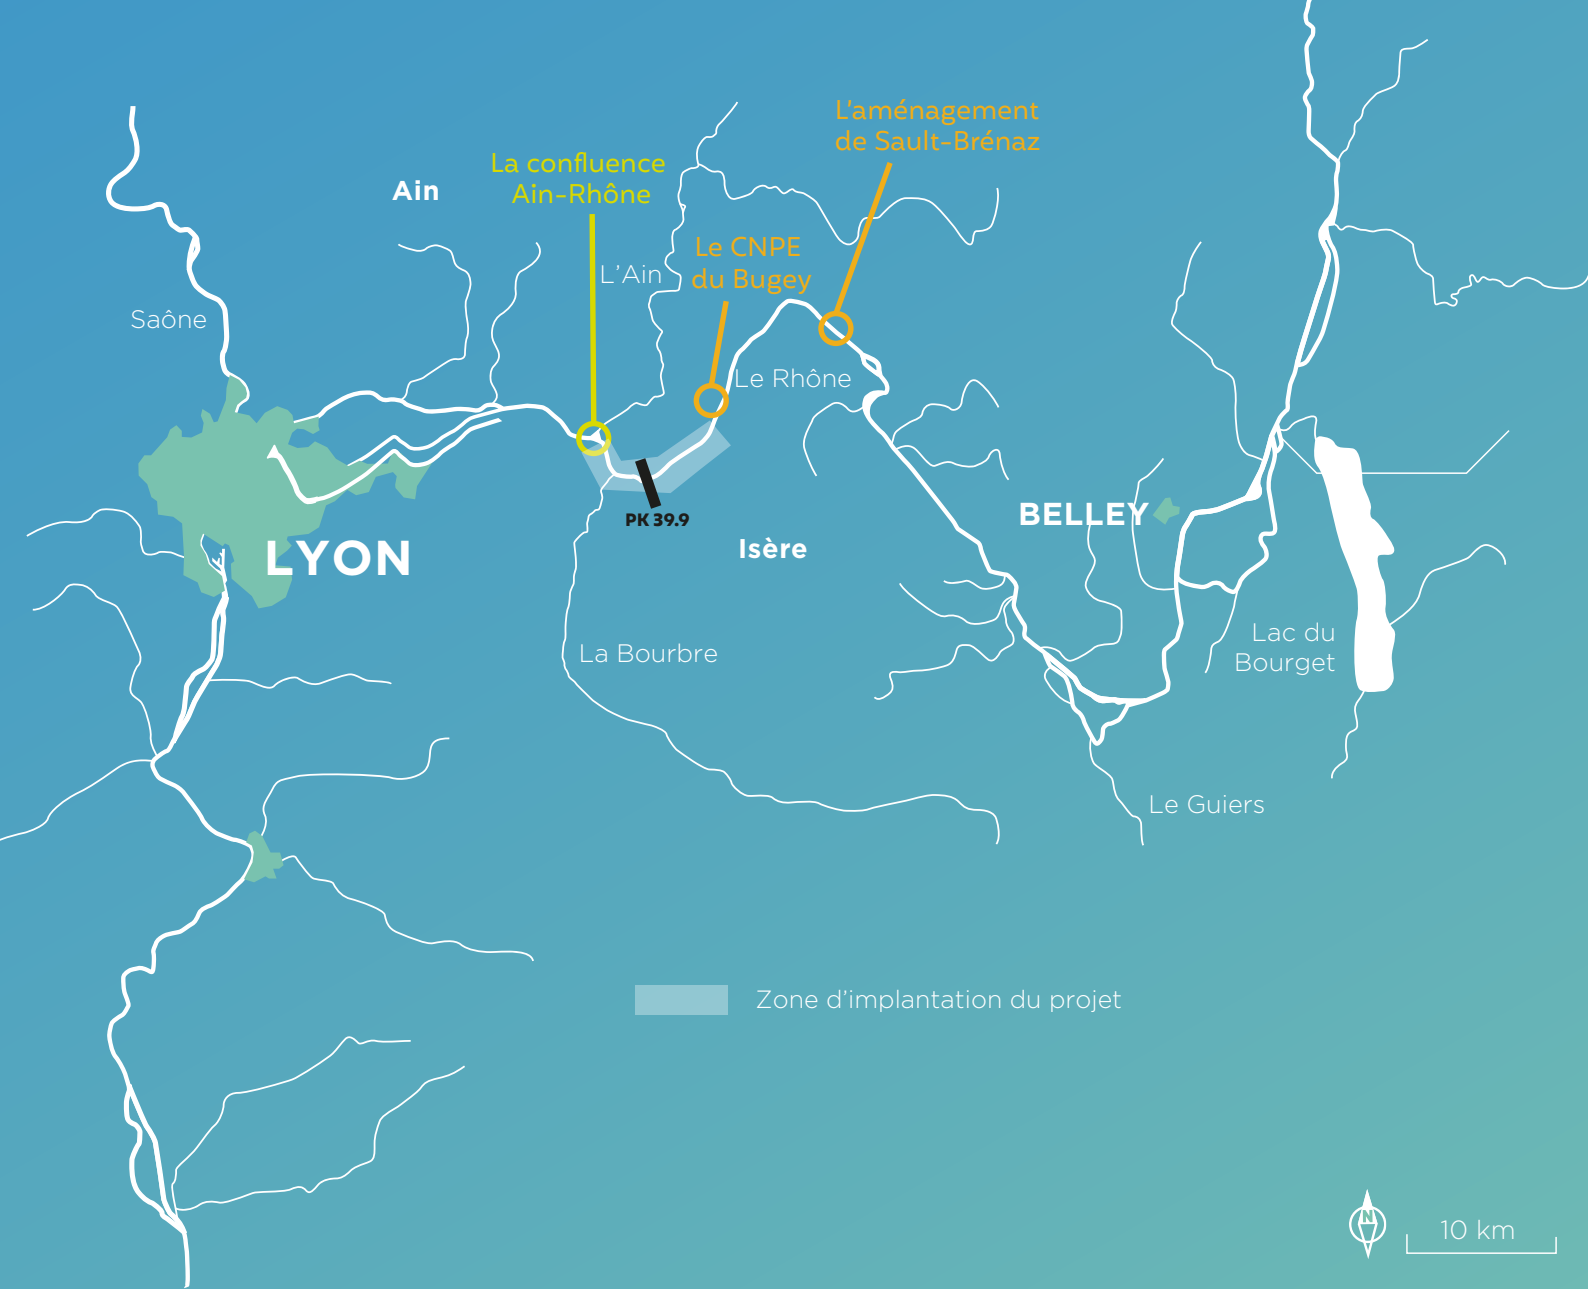 L'aménagement
de Sault-Brénaz
La confluence
Ain-Rhône
Ain
Le CNPE
du Bugey
L'Ain
Saône
Le Rhône
PK 39.9
BELLEY
Isère
LYON
Lac du
Bourget
La Bourbre
Le Guiers
Zone d'implantation du projet
N
10 km